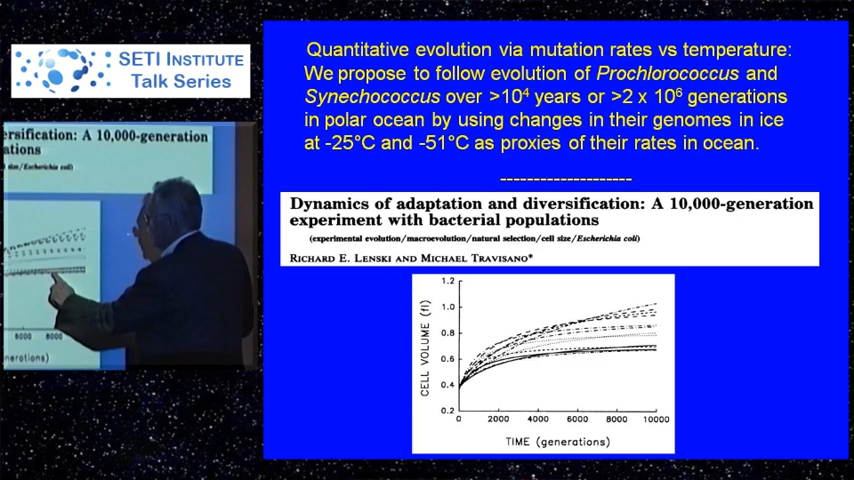 SETI INSTITUTE
Talk Series
ersification: A 10,000-generation
ations
size/Escherichia coli)
6000 8000
nerations)
Quantitative evolution via mutation rates vs temperature:
We propose to follow evolution of Prochlorococcus and
Synechococcus over >10⁴ years or >2 x 10⁶ generations
in polar ocean by using changes in their genomes in ice
at -25°C and -51°C as proxies of their rates in ocean.
--------------------
Dynamics of adaptation and diversification: A 10,000-generation
experiment with bacterial populations
(experimental evolution/macroevolution/natural selection/cell size/Escherichia coli)
RICHARD E. LENSKI AND MICHAEL TRAVISANO*
CELL VOLUME (fl)
1.2
1.0
0.8
0.6
0.4
0.2
0 2000 4000 6000 8000 10000
TIME (generations)